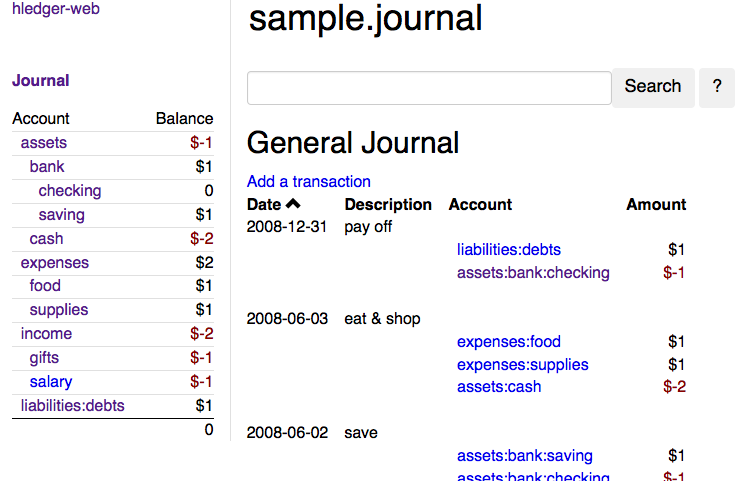 hledger-web
Journal
Account Balance
assets $-1
bank $1
checking 0
saving $1
cash $-2
expenses $2
food $1
supplies $1
income $-2
gifts $-1
salary $-1
liabilities:debts $1
0
sample.journal
Search ?
General Journal
Add a transaction
Date Description Account Amount
2008-12-31 pay off
liabilities:debts $1
assets:bank:checking $-1
2008-06-03 eat & shop
expenses:food $1
expenses:supplies $1
assets:cash $-2
2008-06-02 save
assets:bank:saving $1
assets:bank:checking $-1